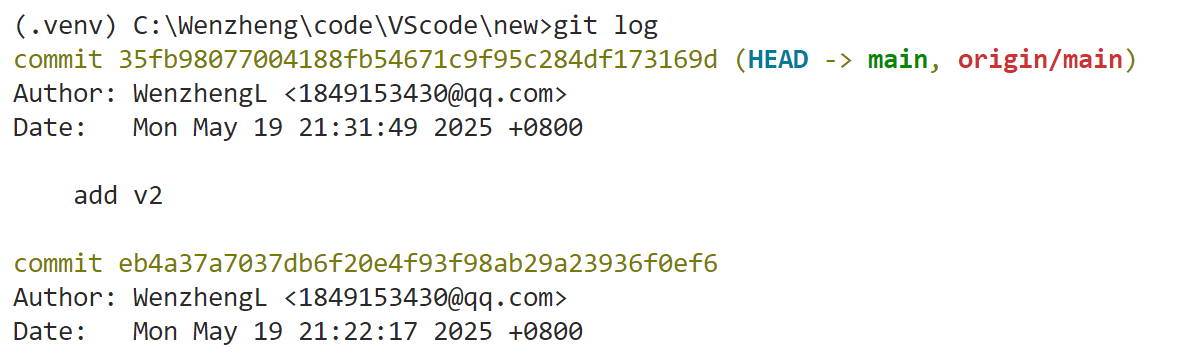 (.venv) C:\Wenzheng\code\VScode\new>git log
commit 35fb98077004188fb54671c9f95c284df173169d (HEAD -> main, origin/main)
Author: WenzhengL <1849153430@qq.com>
Date:   Mon May 19 21:31:49 2025 +0800
    add v2
commit eb4a37a7037db6f20e4f93f98ab29a23936f0ef6
Author: WenzhengL <1849153430@qq.com>
Date:   Mon May 19 21:22:17 2025 +0800